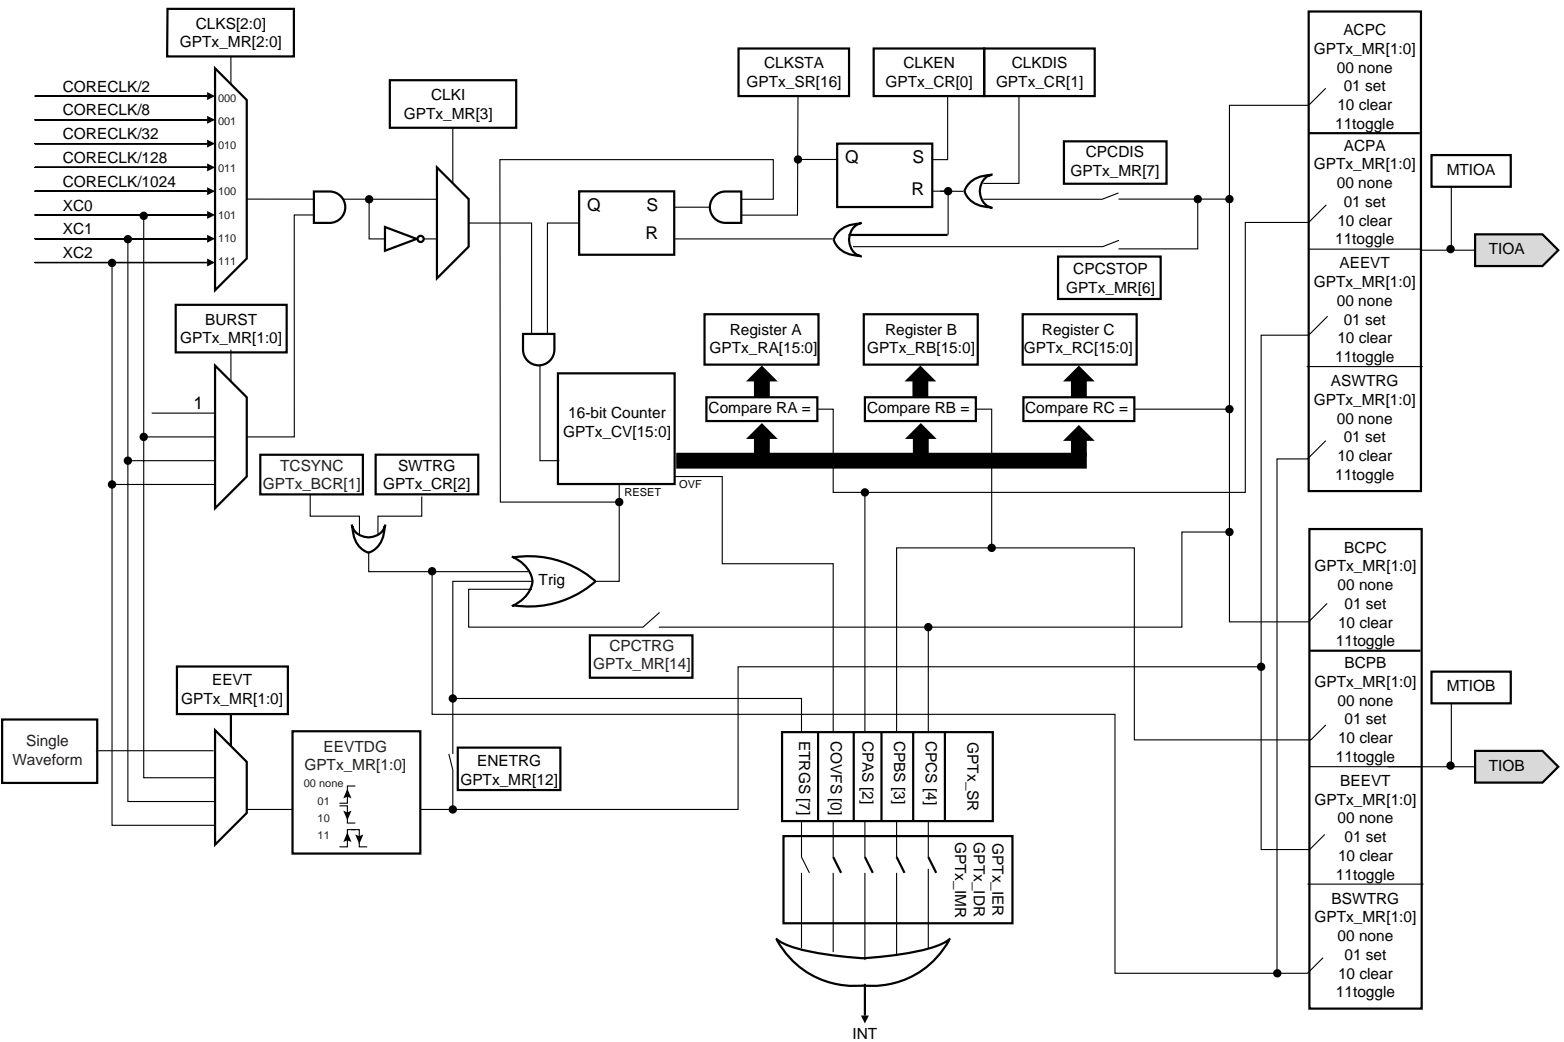 CLKS[2:0]
GPTx_MR[2:0]
CORECLK/2
CORECLK/8
CORECLK/32
CORECLK/128
CORECLK/1024
XC0
XC1
XC2
000
001
010
011
100
101
110
111
CLKI
GPTx_MR[3]
CLKSTA
GPTx_SR[16]
CLKEN
GPTx_CR[0]
CLKDIS
GPTx_CR[1]
Q
S
R
Q
S
R
CPCDIS
GPTx_MR[7]
CPCSTOP
GPTx_MR[6]
BURST
GPTx_MR[1:0]
1
Register A
GPTx_RA[15:0]
Register B
GPTx_RB[15:0]
Register C
GPTx_RC[15:0]
Compare RA =
Compare RB =
Compare RC =
16-bit Counter
GPTx_CV[15:0]
RESET
OVF
TCSYNC
GPTx_BCR[1]
SWTRG
GPTx_CR[2]
Trig
CPCTRG
GPTx_MR[14]
EEVT
GPTx_MR[1:0]
Single
Waveform
EEVTDG
GPTx_MR[1:0]
00 none
01
10
11
ENETRG
GPTx_MR[12]
ETRGS [7]
COVFS [0]
CPAS [2]
CPBS [3]
CPCS [4]
GPTx_SR
GPTx_IER
GPTx_IDR
GPTx_IMR
INT
ACPC
GPTx_MR[1:0]
00 none
01 set
10 clear
11toggle
ACPA
GPTx_MR[1:0]
00 none
01 set
10 clear
11toggle
AEEVT
GPTx_MR[1:0]
00 none
01 set
10 clear
11toggle
ASWTRG
GPTx_MR[1:0]
00 none
01 set
10 clear
11toggle
MTIOA
TIOA
BCPC
GPTx_MR[1:0]
00 none
01 set
10 clear
11toggle
BCPB
GPTx_MR[1:0]
00 none
01 set
10 clear
11toggle
BEEVT
GPTx_MR[1:0]
00 none
01 set
10 clear
11toggle
BSWTRG
GPTx_MR[1:0]
00 none
01 set
10 clear
11toggle
MTIOB
TIOB